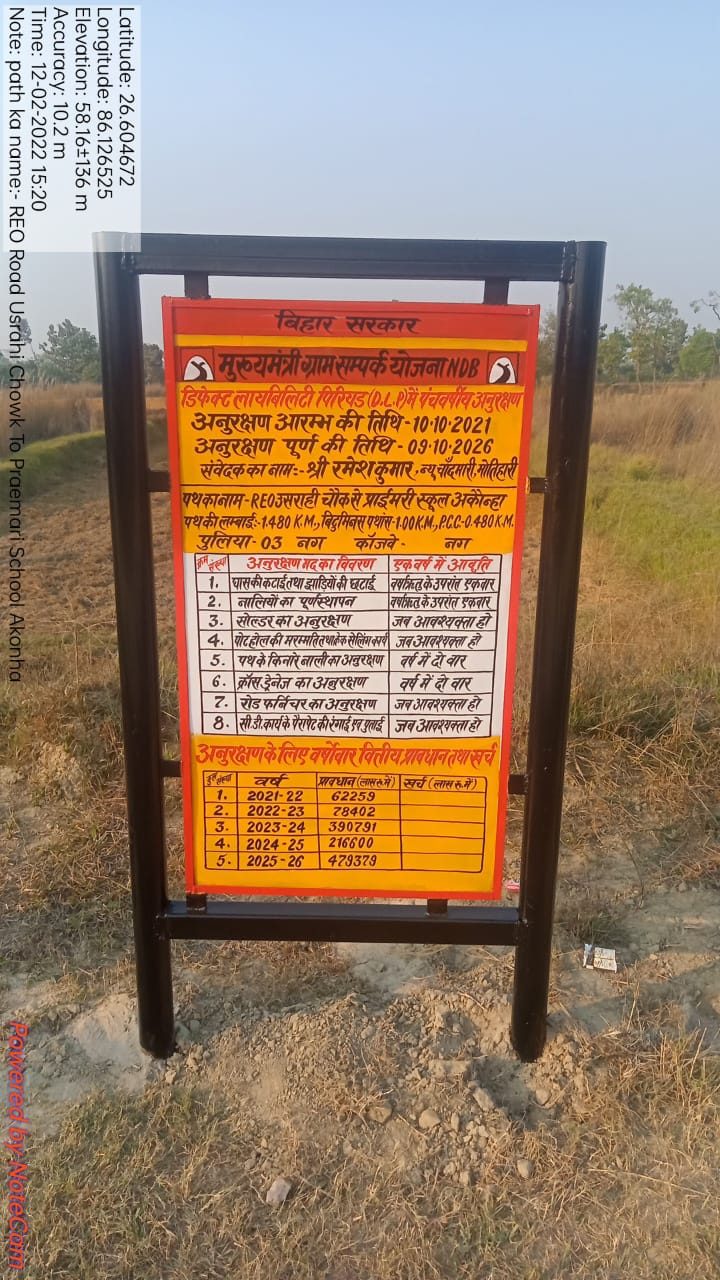 Latitude: 26.604672
Longitude: 86.126525
Elevation: 58.16±136 m
Accuracy: 10.2 m
Time: 12-02-2022 15:20
Note: path ka name:- REO Road Usrahi Chowk To Praemari School Akonha
बिहार सरकार
मुख्यमंत्री ग्राम सम्पर्क योजना NDB
डिफेक्ट लायबिलिटी पिरियड (D.L.P) में पंचवर्षीय अनुरक्षण
अनुरक्षण आरम्भ की तिथि - 10.10.2021
अनुरक्षण पूर्ण की तिथि - 09.10.2026
संवेदक का नाम:- श्री रमेश कुमार, न्यू चाँदमारी, मोतिहारी
पथ का नाम - REO उसराही चौक से प्राईमरी स्कूल अकौन्हा
पथ की लम्बाई:- 1.480 K.M., बिटुमिनस पथांस - 1.00 K.M., P.C.C - 0.480 K.M.
पुलिया - 03 नग कॉजवे - नग
क्रम संख्या अनुरक्षण मद का विवरण एक वर्ष में आवृति
1. घास की कटाई तथा झाड़ियों की छटाई वर्षाऋतु के उपरांत एकबार
2. नालियों का पूर्णस्थापन वर्षाऋतु के उपरांत एकबार
3. सोल्डर का अनुरक्षण जब आवश्यक्ता हो
4. पोट होल की मरम्मति तथा क्रेक सेलिंग कार्य जब आवश्यक्ता हो
5. पथ के किनारे नाली का अनुरक्षण वर्ष में दो बार
6. क्रॉस ड्रेनेज का अनुरक्षण वर्ष में दो बार
7. रोड फर्निचर का अनुरक्षण जब आवश्यक्ता हो
8. सी.डी. कार्य के पैरापेट की रंगाई एवं पुताई जब आवश्यक्ता हो
अनुरक्षण के लिए वर्षोवार वित्तीय प्रावधान तथा खर्च
क्रम संख्या वर्ष प्रावधान (लाख रू. में) खर्च (लाख रू. में)
1. 2021-22 62259
2. 2022-23 78402
3. 2023-24 390791
4. 2024-25 216600
5. 2025-26 479379
Powered by NoteCam